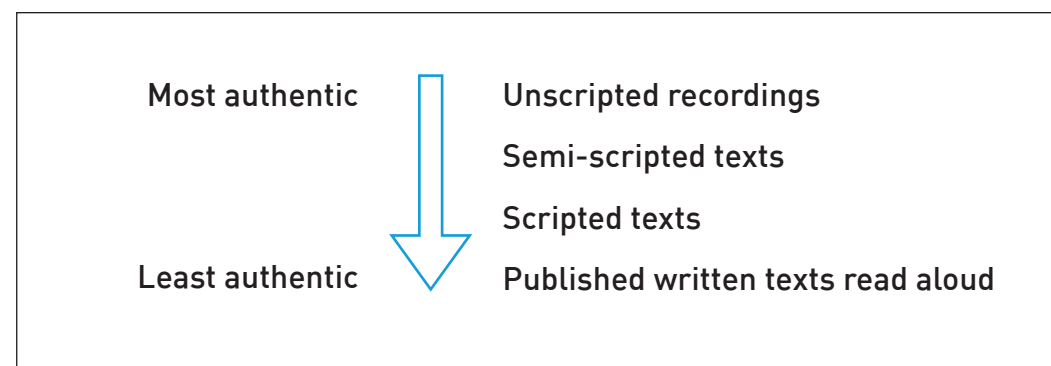 Most authentic Unscripted recordings
Semi-scripted texts
Scripted texts
Least authentic Published written texts read aloud